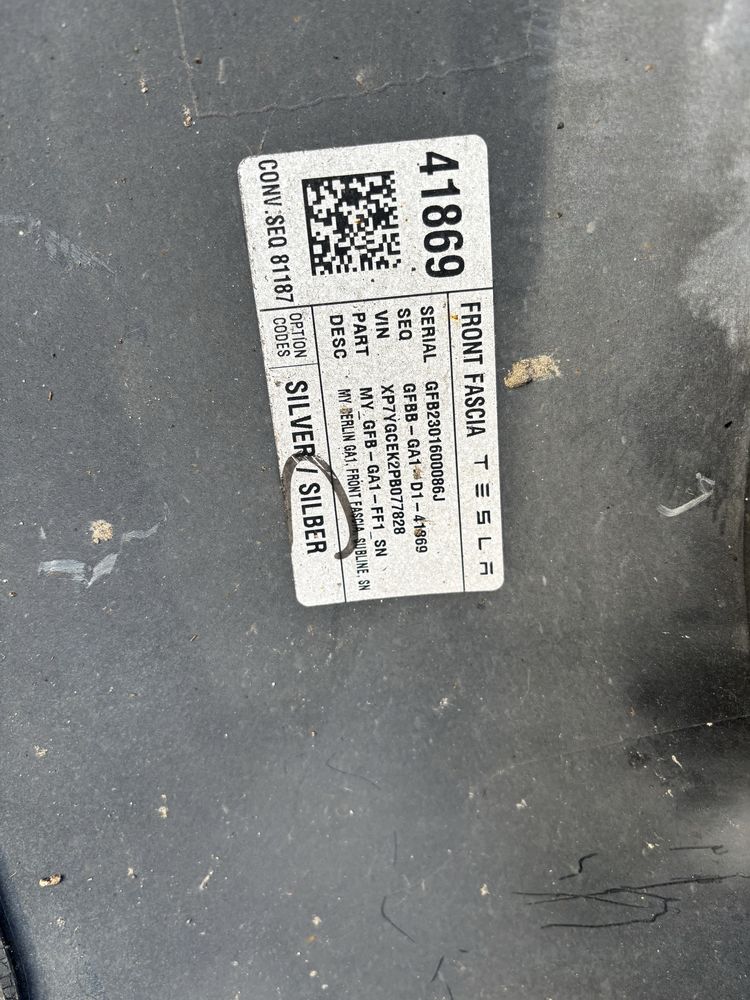 41869
CONV.SEQ 81187
FRONT FASCIA TESLA
SERIAL GFB2301600086J
SEQ GFBB-GA1-D1-41869
VIN XP7YGCEK2PB077828
PART MY_GFB-GA1-FF1_SN
DESC MY BERLIN GA1, FRONT FASCIA, SUBLINE, SN
OPTION CODES SILVER / SILBER